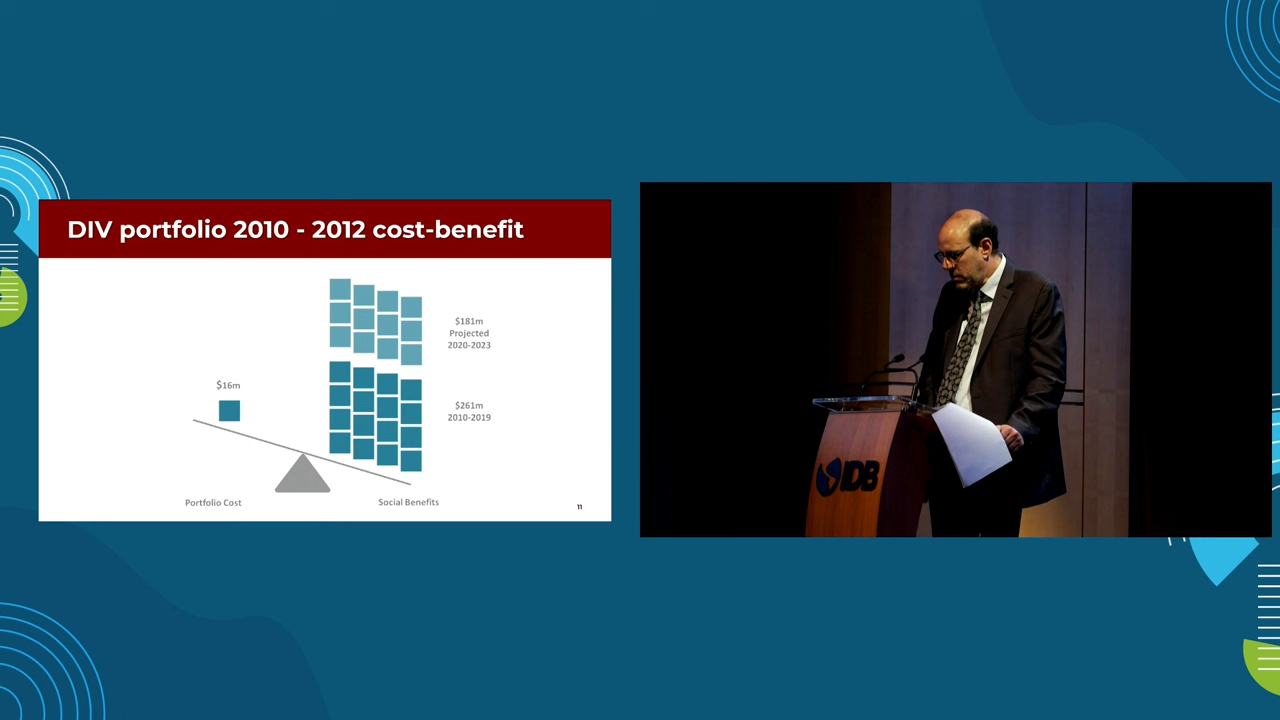 DIV portfolio 2010 - 2012 cost-benefit
$181m
Projected
2020-2023
$16m
$261m
2010-2019
Portfolio Cost
Social Benefits
11
IDB